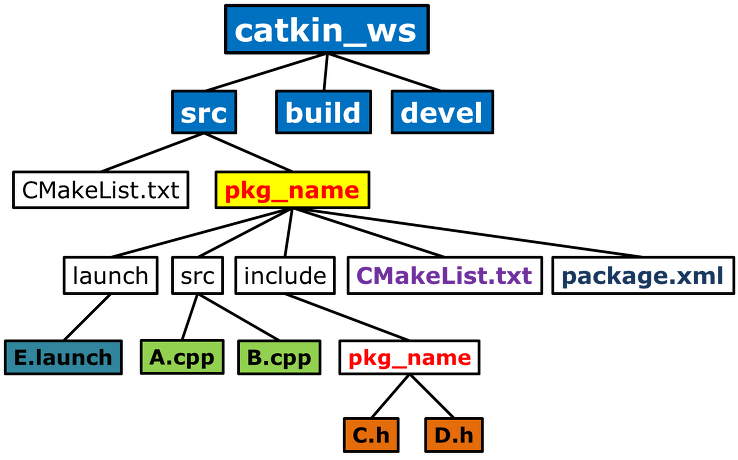 catkin_ws
src
build
devel
CMakeList.txt
pkg_name
launch
src
include
CMakeList.txt
package.xml
E.launch
A.cpp
B.cpp
pkg_name
C.h
D.h